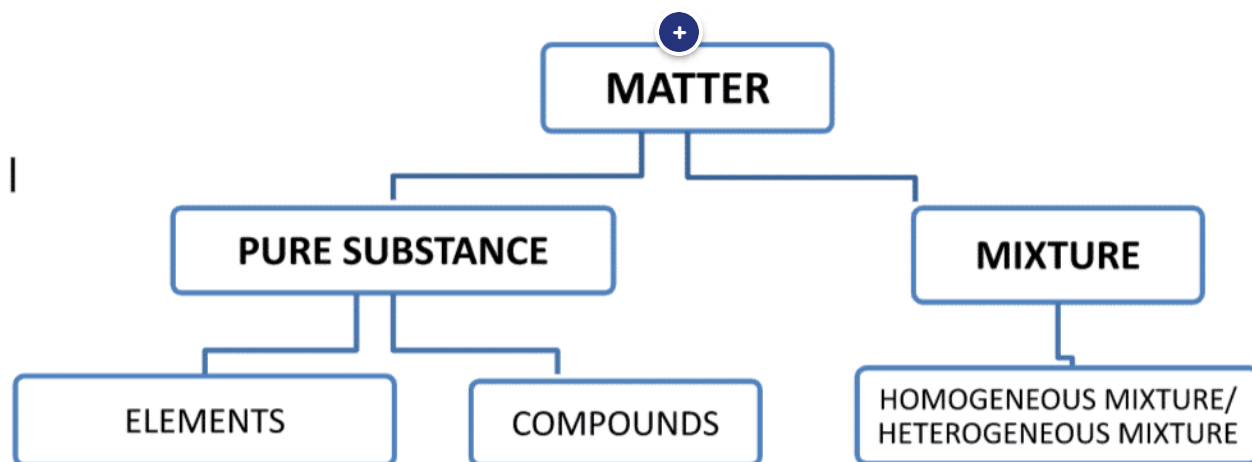 MATTER
PURE SUBSTANCE
MIXTURE
ELEMENTS
COMPOUNDS
HOMOGENEOUS MIXTURE/
HETEROGENEOUS MIXTURE